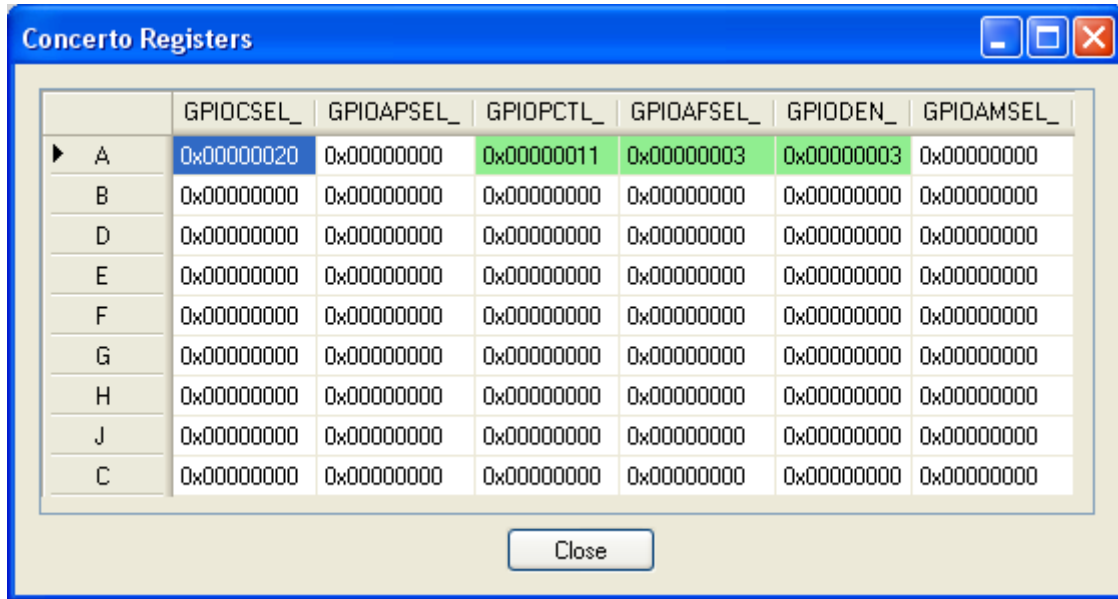 Concerto Registers
GPIOCSEL_ GPIOAPSEL_ GPIOPCTL_ GPIOAFSEL_ GPIODEN_ GPIOAMSEL_
A 0x00000020 0x00000000 0x00000011 0x00000003 0x00000003 0x00000000
B 0x00000000 0x00000000 0x00000000 0x00000000 0x00000000 0x00000000
D 0x00000000 0x00000000 0x00000000 0x00000000 0x00000000 0x00000000
E 0x00000000 0x00000000 0x00000000 0x00000000 0x00000000 0x00000000
F 0x00000000 0x00000000 0x00000000 0x00000000 0x00000000 0x00000000
G 0x00000000 0x00000000 0x00000000 0x00000000 0x00000000 0x00000000
H 0x00000000 0x00000000 0x00000000 0x00000000 0x00000000 0x00000000
J 0x00000000 0x00000000 0x00000000 0x00000000 0x00000000 0x00000000
C 0x00000000 0x00000000 0x00000000 0x00000000 0x00000000 0x00000000
Close